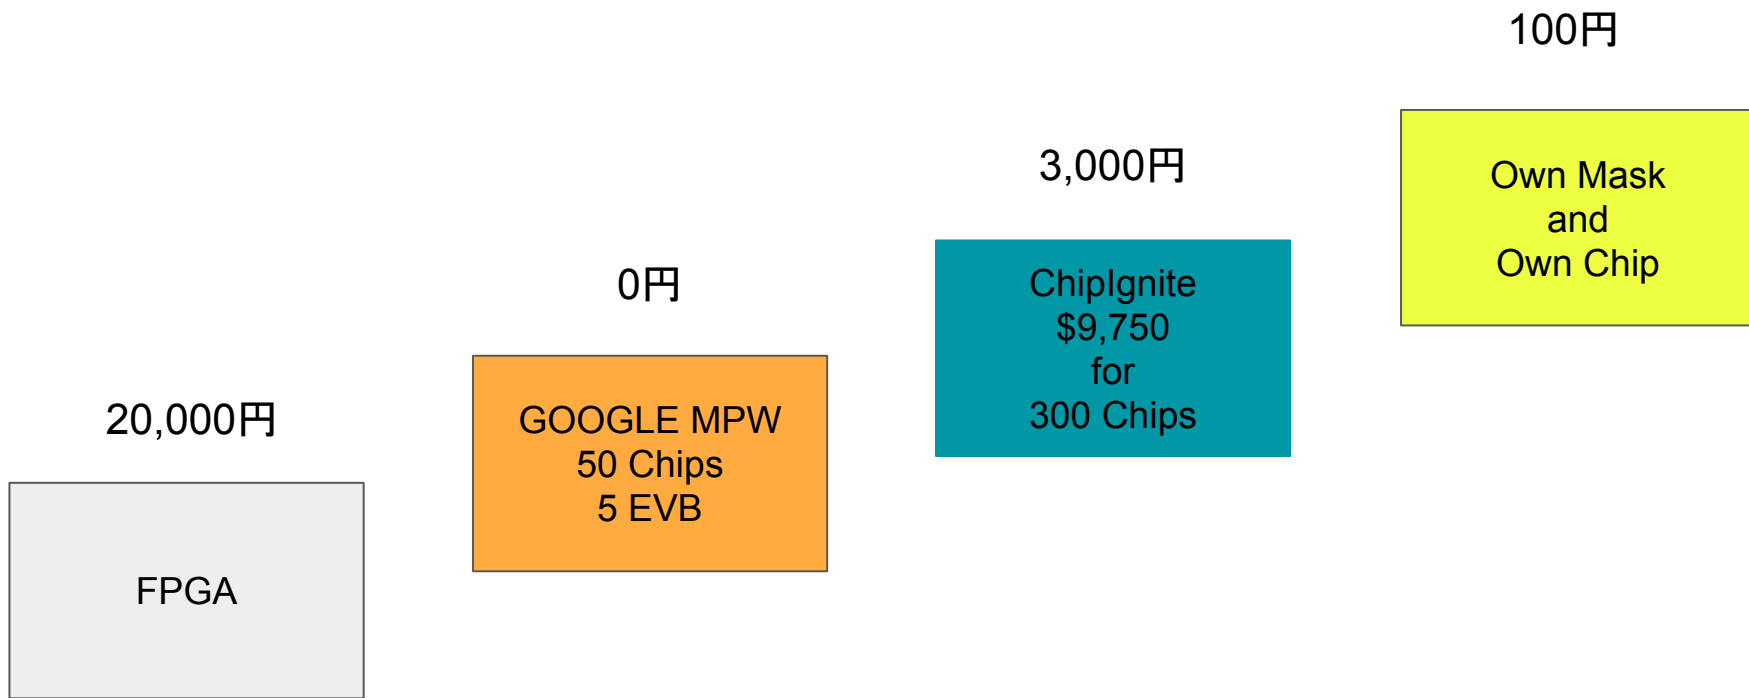 20,000円
FPGA
0円
GOOGLE MPW
50 Chips
5 EVB
3,000円
ChipIgnite
$9,750
for
300 Chips
100円
Own Mask
and
Own Chip